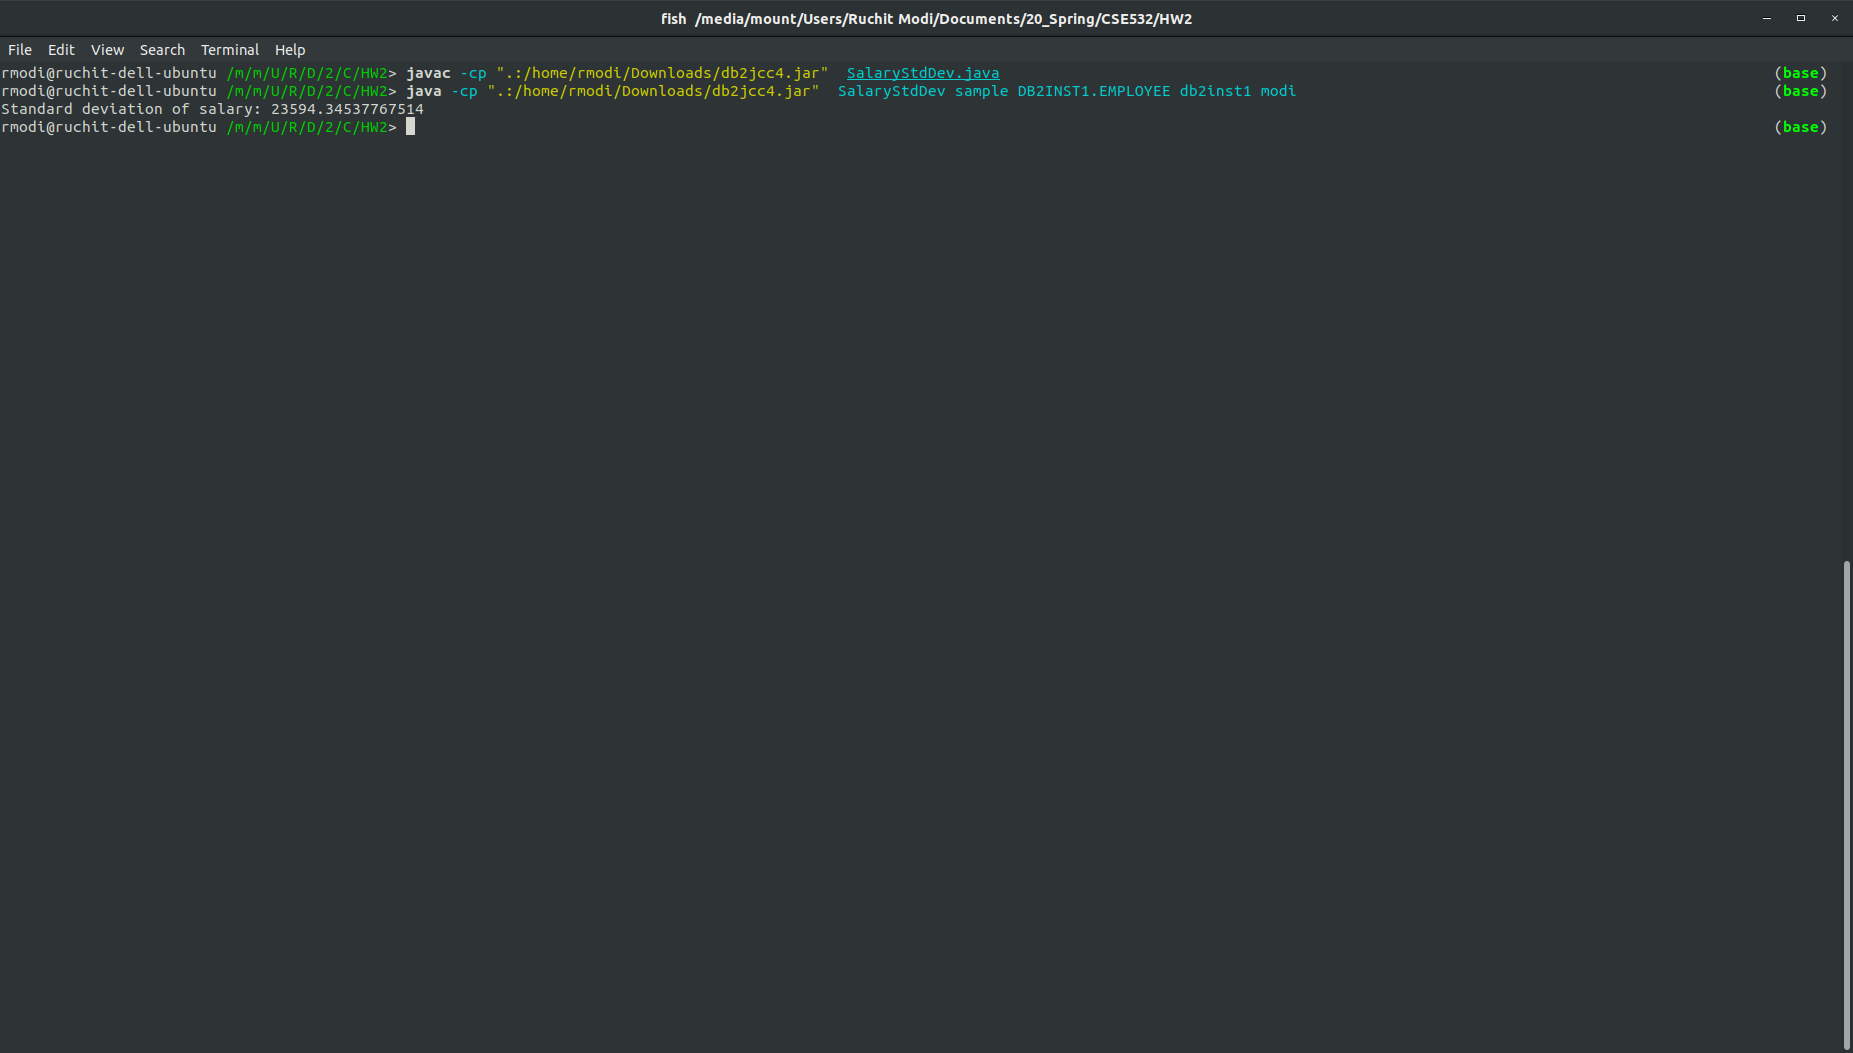 fish /media/mount/Users/Ruchit Modi/Documents/20_Spring/CSE532/HW2
File Edit View Search Terminal Help
rmodi@ruchit-dell-ubuntu /m/m/U/R/D/2/C/HW2> javac -cp ".:/home/rmodi/Downloads/db2jcc4.jar" SalaryStdDev.java (base)
rmodi@ruchit-dell-ubuntu /m/m/U/R/D/2/C/HW2> java -cp ".:/home/rmodi/Downloads/db2jcc4.jar" SalaryStdDev sample DB2INST1.EMPLOYEE db2inst1 modi (base)
Standard deviation of salary: 23594.34537767514
rmodi@ruchit-dell-ubuntu /m/m/U/R/D/2/C/HW2> (base)